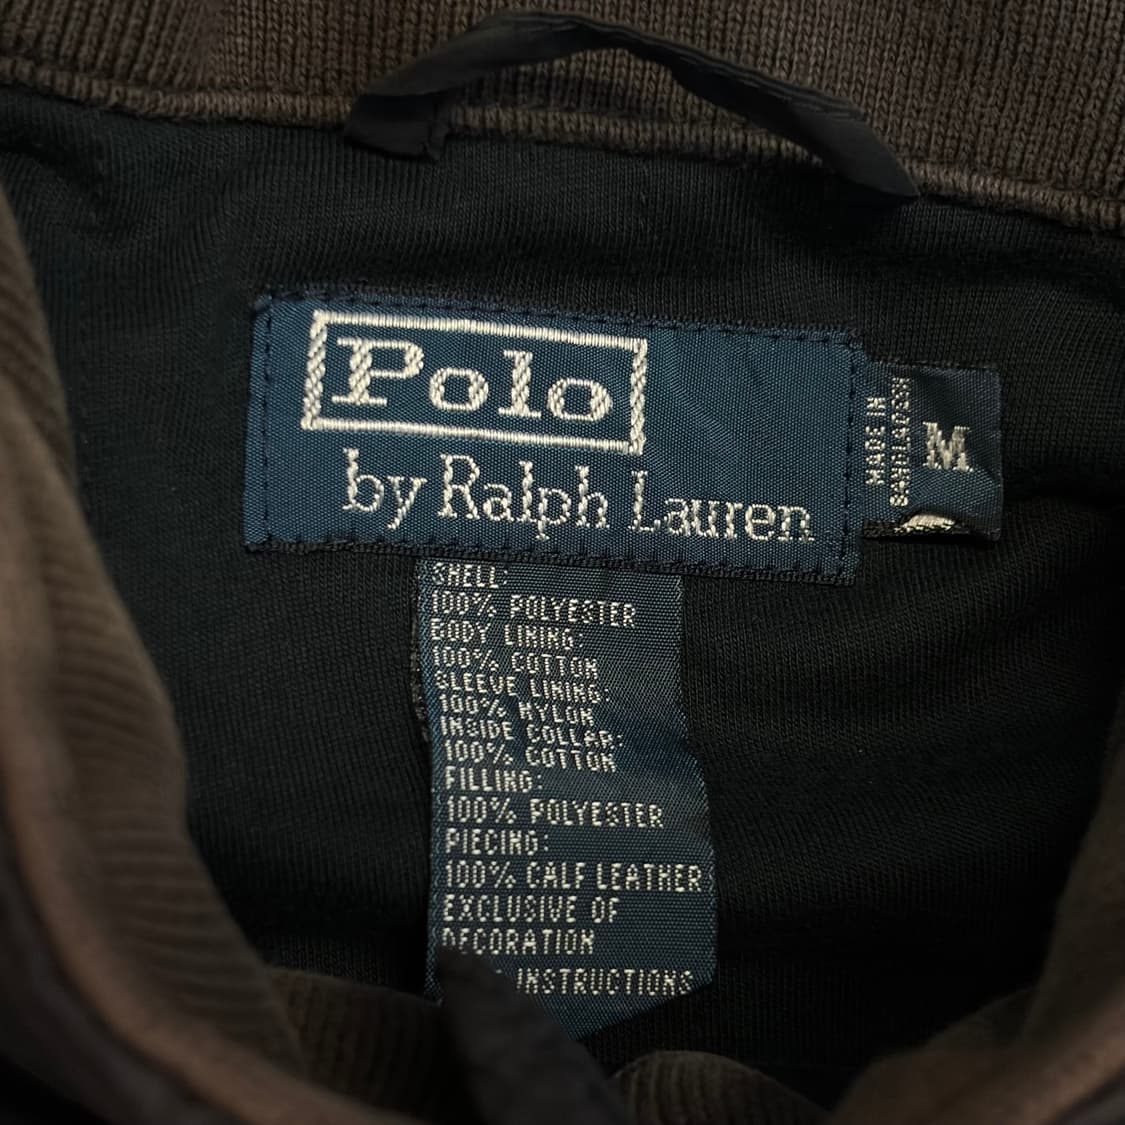 Polo
by Ralph Lauren
MADE IN
BANGLADESH
M
SHELL:
100% POLYESTER
BODY LINING:
100% COTTON
SLEEVE LINING:
100% NYLON
INSIDE COLLAR:
100% COTTON
FILLING:
100% POLYESTER
PIECING:
100% CALF LEATHER
EXCLUSIVE OF
DECORATION
INSTRUCTIONS